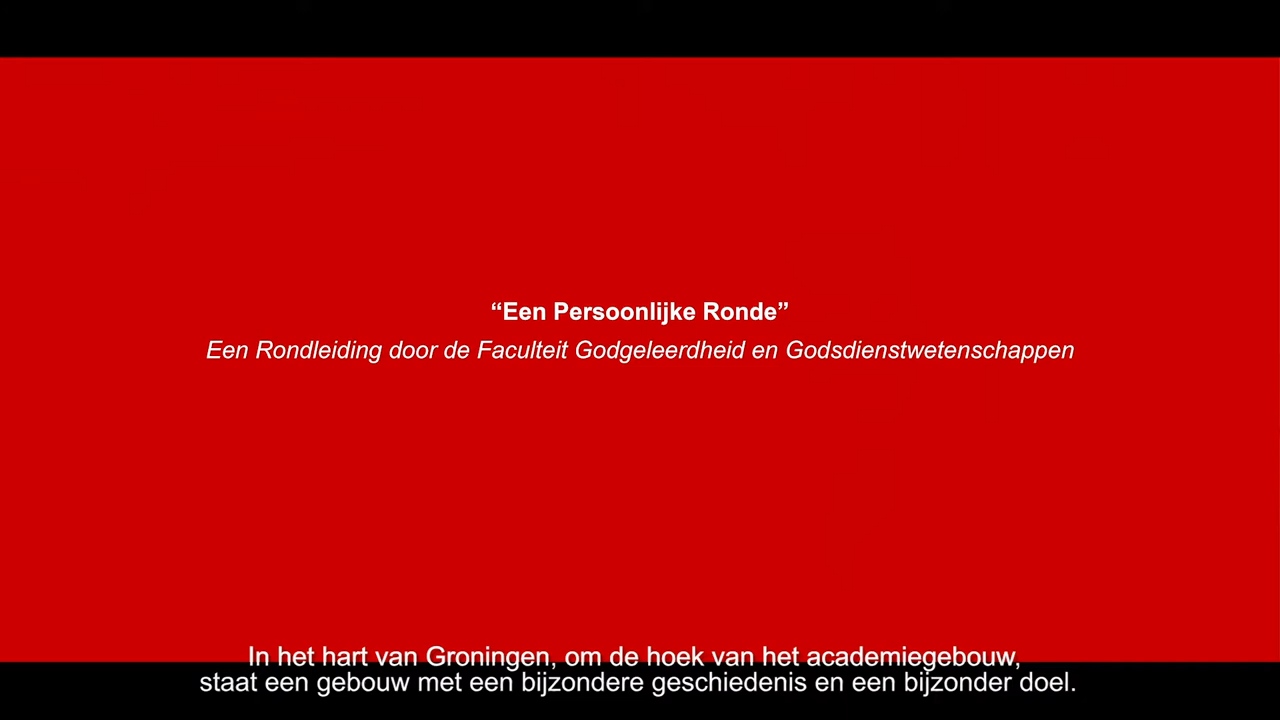 “Een Persoonlijke Ronde”
Een Rondleiding door de Faculteit Godgeleerdheid en Godsdienstwetenschappen
In het hart van Groningen, om de hoek van het academiegebouw,
staat een gebouw met een bijzondere geschiedenis en een bijzonder doel.